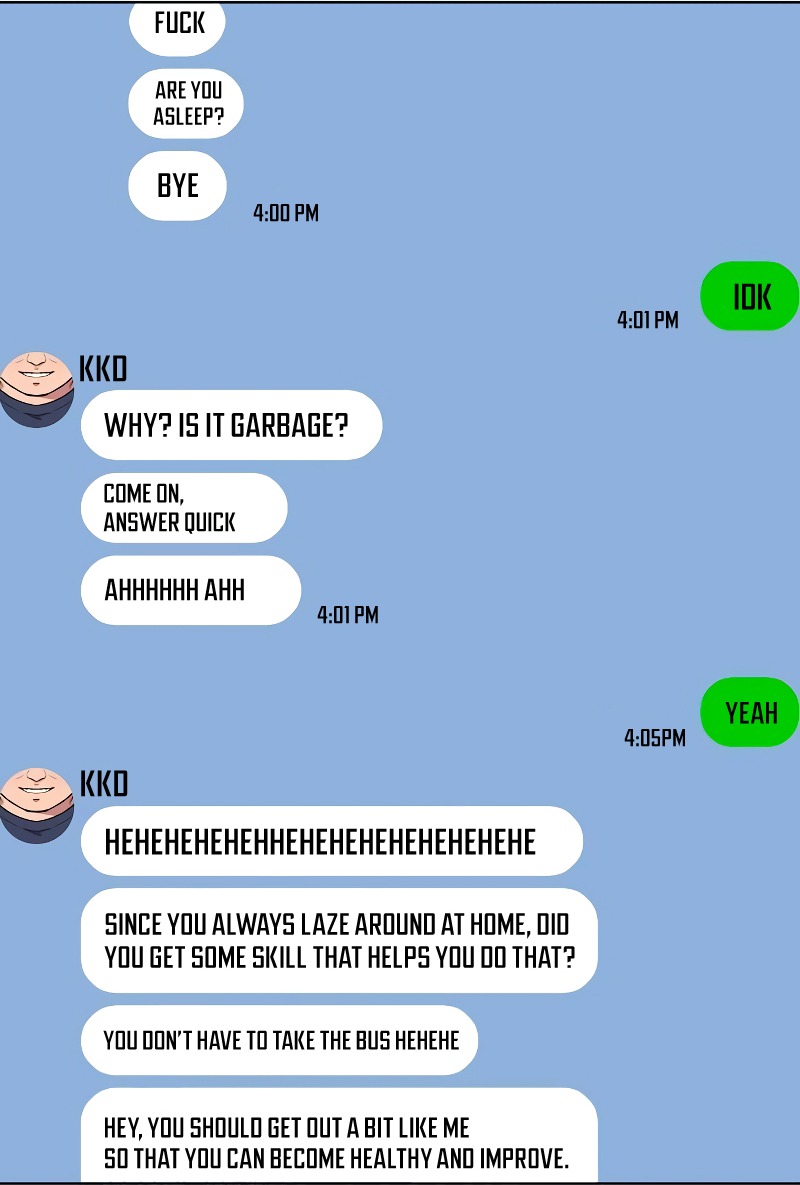 FUCK
ARE YOU
ASLEEP?
BYE
4:00 PM
IDK
4:01 PM
KKD
WHY? IS IT GARBAGE?
COME ON,
ANSWER QUICK
AHHHHHH AHH
4:01 PM
YEAH
4:05PM
KKD
HEHEHEHEHEHHEHEHEHEHEHEHEHEHE
SINCE YOU ALWAYS LAZE AROUND AT HOME, DID
YOU GET SOME SKILL THAT HELPS YOU DO THAT?
YOU DON'T HAVE TO TAKE THE BUS HEHEHE
HEY, YOU SHOULD GET OUT A BIT LIKE ME
SO THAT YOU CAN BECOME HEALTHY AND IMPROVE.